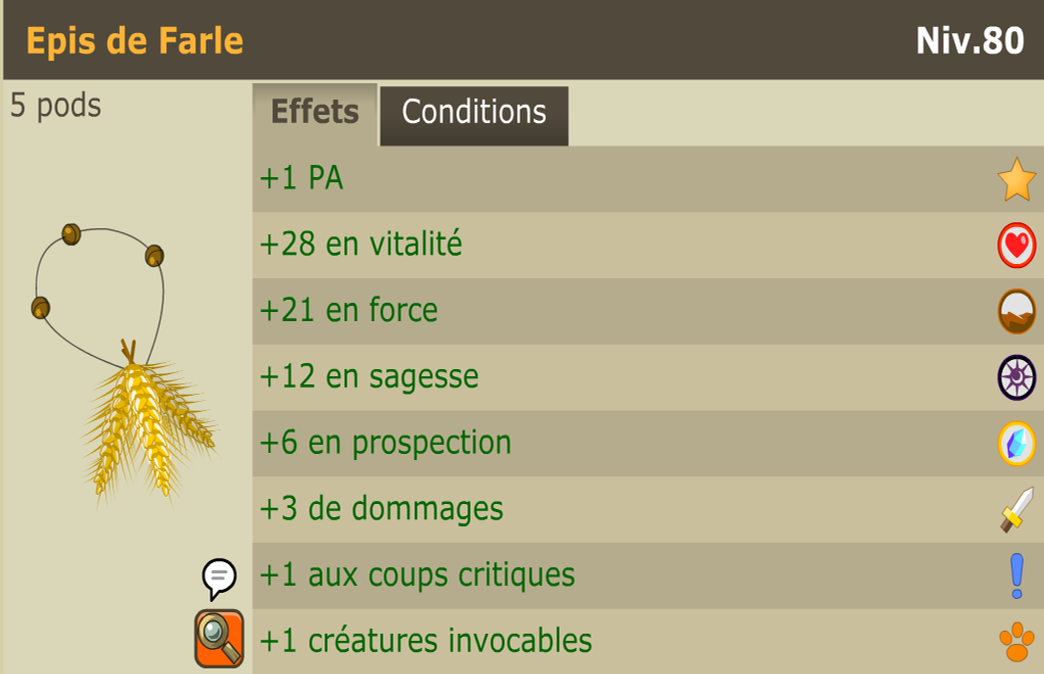 Epis de Farle
Niv.80
5 pods
Effets
Conditions
+1 PA
+28 en vitalité
+21 en force
+12 en sagesse
+6 en prospection
+3 de dommages
+1 aux coups critiques
+1 créatures invocables